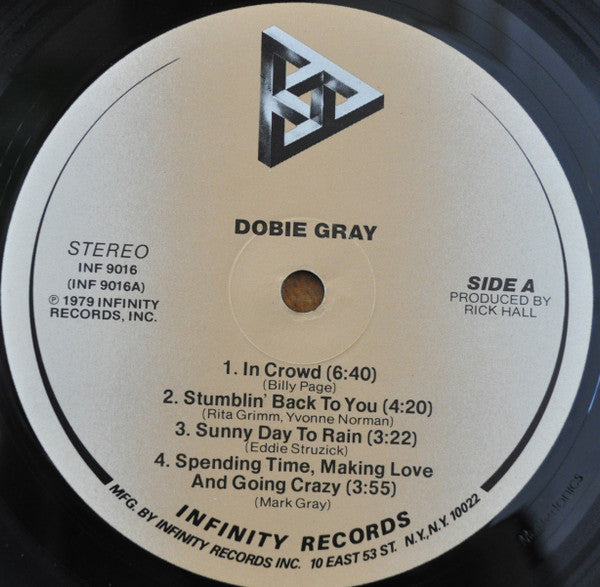 DOBIE GRAY
STEREO
INF 9016
(INF 9016A)
℗ 1979 INFINITY
RECORDS, INC.
SIDE A
PRODUCED BY
RICK HALL
1. In Crowd (6:40)
(Billy Page)
2. Stumblin' Back To You (4:20)
(Rita Grimm, Yvonne Norman)
3. Sunny Day To Rain (3:22)
(Eddie Struzick)
4. Spending Time, Making Love
And Going Crazy (3:55)
(Mark Gray)
INFINITY RECORDS
MFG. BY INFINITY RECORDS INC. 10 EAST 53 ST. N.Y., N.Y. 10022